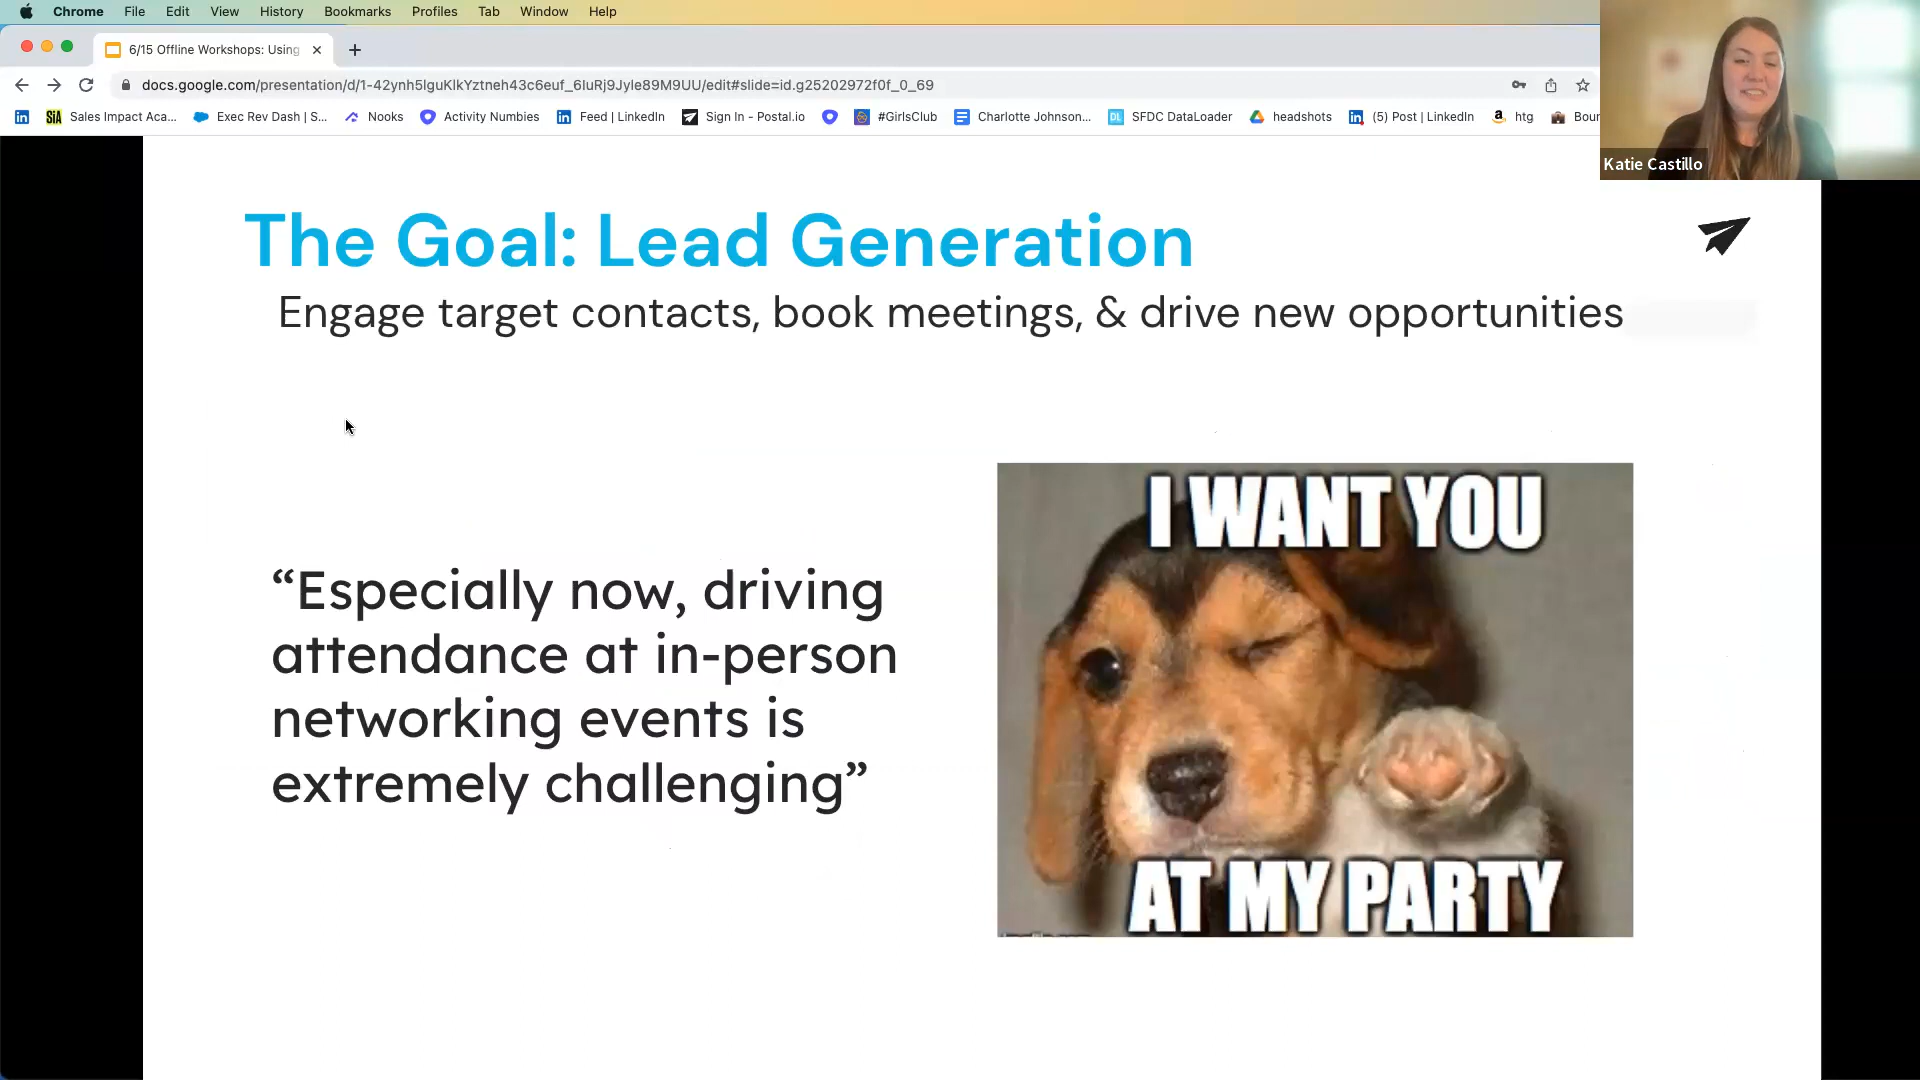 Chrome File Edit View History Bookmarks Profiles Tab Window Help
6/15 Offline Workshops: Using
docs.google.com/presentation/d/1-42ynh5lguKlkYztneh43c6euf_6IuRj9Jyle89M9UU/edit#slide=id.g25202972f0f_0_69
SiA Sales Impact Aca... Exec Rev Dash | S... Nooks Activity Numbies Feed | LinkedIn Sign In - Postal.io #GirlsClub Charlotte Johnson... DL SFDC DataLoader headshots (5) Post | LinkedIn htg Bour
Katie Castillo
The Goal: Lead Generation
Engage target contacts, book meetings, & drive new opportunities
“Especially now, driving
attendance at in-person
networking events is
extremely challenging”
I WANT YOU
AT MY PARTY